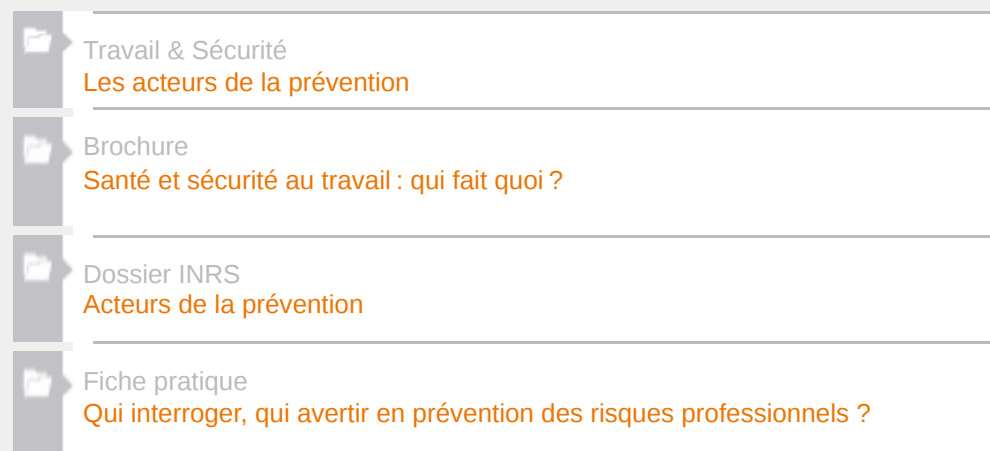 Travail & Sécurité
Les acteurs de la prévention
Brochure
Santé et sécurité au travail : qui fait quoi ?
Dossier INRS
Acteurs de la prévention
Fiche pratique
Qui interroger, qui avertir en prévention des risques professionnels ?